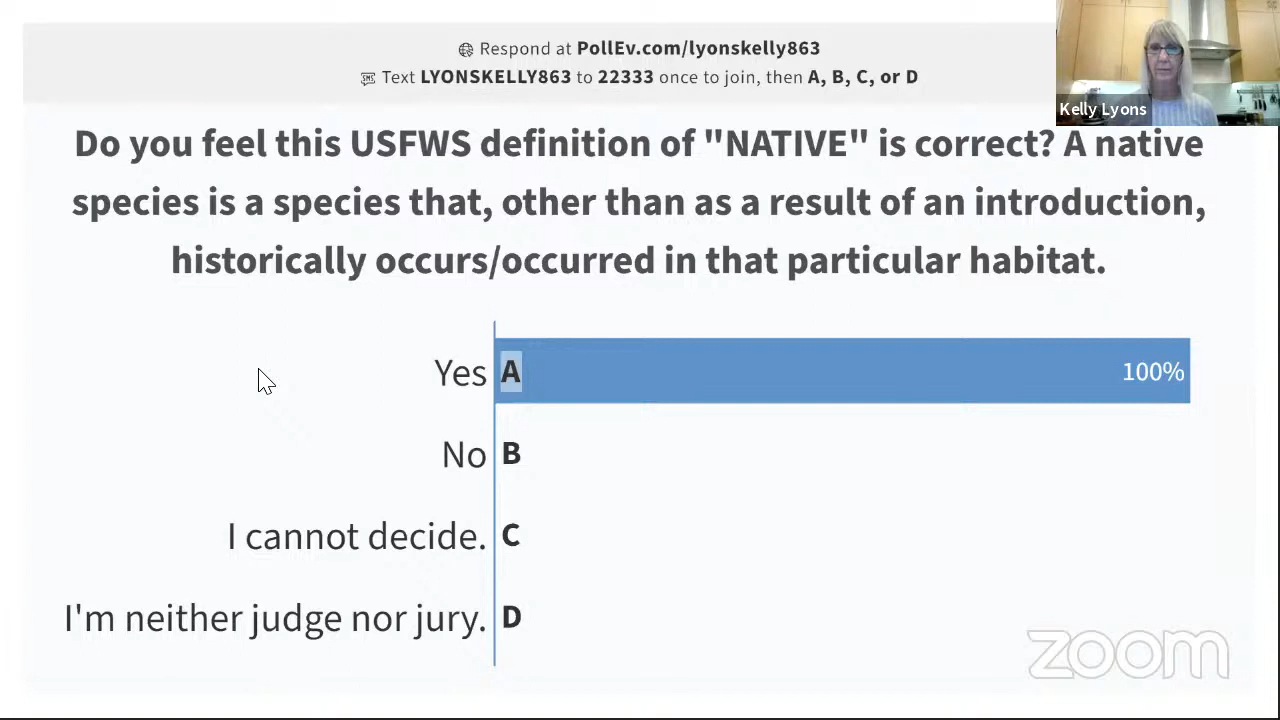 Respond at PollEv.com/lyonskelly863
Text LYONSKELLY863 to 22333 once to join, then A, B, C, or D
Kelly Lyons
Do you feel this USFWS definition of "NATIVE" is correct? A native
species is a species that, other than as a result of an introduction,
historically occurs/occurred in that particular habitat.
Yes A 100%
No B
I cannot decide. C
I'm neither judge nor jury. D
zoom